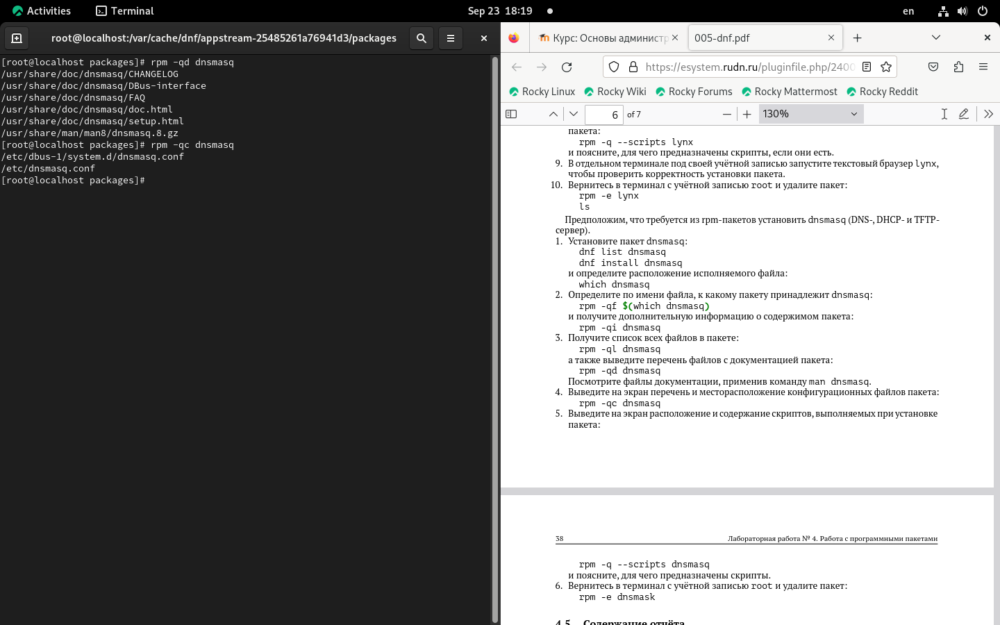 Activities
Terminal
Sep 23 18:19
en
root@localhost:/var/cache/dnf/appstream-25485261a76941d3/packages
[root@localhost packages]# rpm -qd dnsmasq
/usr/share/doc/dnsmasq/CHANGELOG
/usr/share/doc/dnsmasq/DBus-interface
/usr/share/doc/dnsmasq/FAQ
/usr/share/doc/dnsmasq/doc.html
/usr/share/doc/dnsmasq/setup.html
/usr/share/man/man8/dnsmasq.8.gz
[root@localhost packages]# rpm -qc dnsmasq
/etc/dbus-1/system.d/dnsmasq.conf
/etc/dnsmasq.conf
[root@localhost packages]#
Курс: Основы администр
005-dnf.pdf
https://esystem.rudn.ru/pluginfile.php/2400
Rocky Linux
Rocky Wiki
Rocky Forums
Rocky Mattermost
Rocky Reddit
6 of 7
130%
пакета:
rpm -q --scripts lynx
и поясните, для чего предназначены скрипты, если они есть.
9. В отдельном терминале под своей учётной записью запустите текстовый браузер lynx,
чтобы проверить корректность установки пакета.
10. Вернитесь в терминал с учётной записью root и удалите пакет:
rpm -e lynx
ls
Предположим, что требуется из rpm-пакетов установить dnsmasq (DNS-, DHCP- и TFTP-
сервер).
1. Установите пакет dnsmasq:
dnf list dnsmasq
dnf install dnsmasq
и определите расположение исполняемого файла:
which dnsmasq
2. Определите по имени файла, к какому пакету принадлежит dnsmasq:
rpm -qf $(which dnsmasq)
и получите дополнительную информацию о содержимом пакета:
rpm -qi dnsmasq
3. Получите список всех файлов в пакете:
rpm -ql dnsmasq
а также выведите перечень файлов с документацией пакета:
rpm -qd dnsmasq
Посмотрите файлы документации, применив команду man dnsmasq.
4. Выведите на экран перечень и месторасположение конфигурационных файлов пакета:
rpm -qc dnsmasq
5. Выведите на экран расположение и содержание скриптов, выполняемых при установке
пакета:
38
Лабораторная работа № 4. Работа с программными пакетами
rpm -q --scripts dnsmasq
и поясните, для чего предназначены скрипты.
6. Вернитесь в терминал с учётной записью root и удалите пакет:
rpm -e dnsmask
4.5. Содержание отчёта